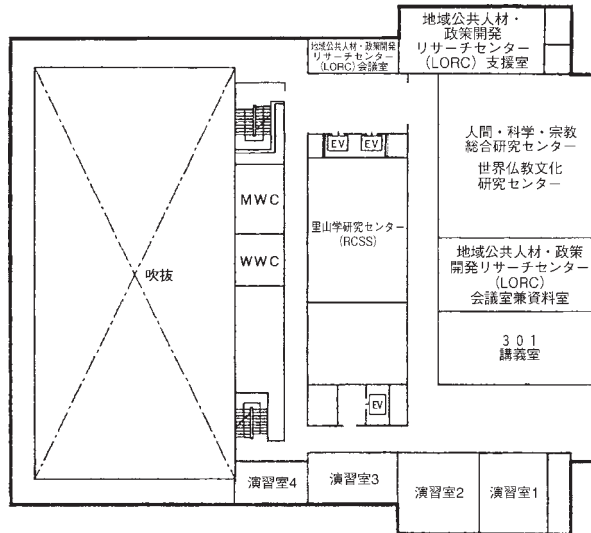 地域公共人材・
政策開発
リサーチセンター
(LORC) 支援室
地域公共人材・政策開発
リサーチセンター
(LORC)会議室
人間・科学・宗教
総合研究センター
世界仏教文化
研究センター
EV
EV
MWC
里山学研究センター
(RCSS)
WWC
吹抜
地域公共人材・政策
開発リサーチセンター
(LORC)
会議室兼資料室
301
講義室
EV
演習室4
演習室3
演習室2
演習室1